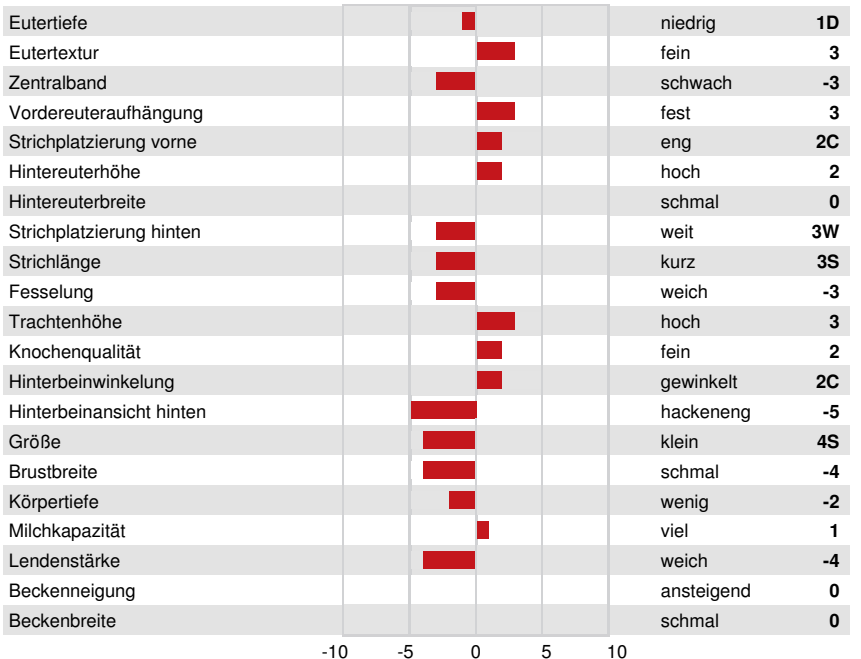 Eutertiefe niedrig 1D
Eutertextur fein 3
Zentralband schwach -3
Vordereuteraufhängung fest 3
Strichplatzierung vorne eng 2C
Hintereuterhöhe hoch 2
Hintereuterbreite schmal 0
Strichplatzierung hinten weit 3W
Strichlänge kurz 3S
Fesselung weich -3
Trachtenhöhe hoch 3
Knochenqualität fein 2
Hinterbeinwinkelung gewinkelt 2C
Hinterbeinansicht hinten hackeneng -5
Größe klein 4S
Brustbreite schmal -4
Körpertiefe wenig -2
Milchkapazität viel 1
Lendenstärke weich -4
Beckenneigung ansteigend 0
Beckenbreite schmal 0
-10 -5 0 5 10